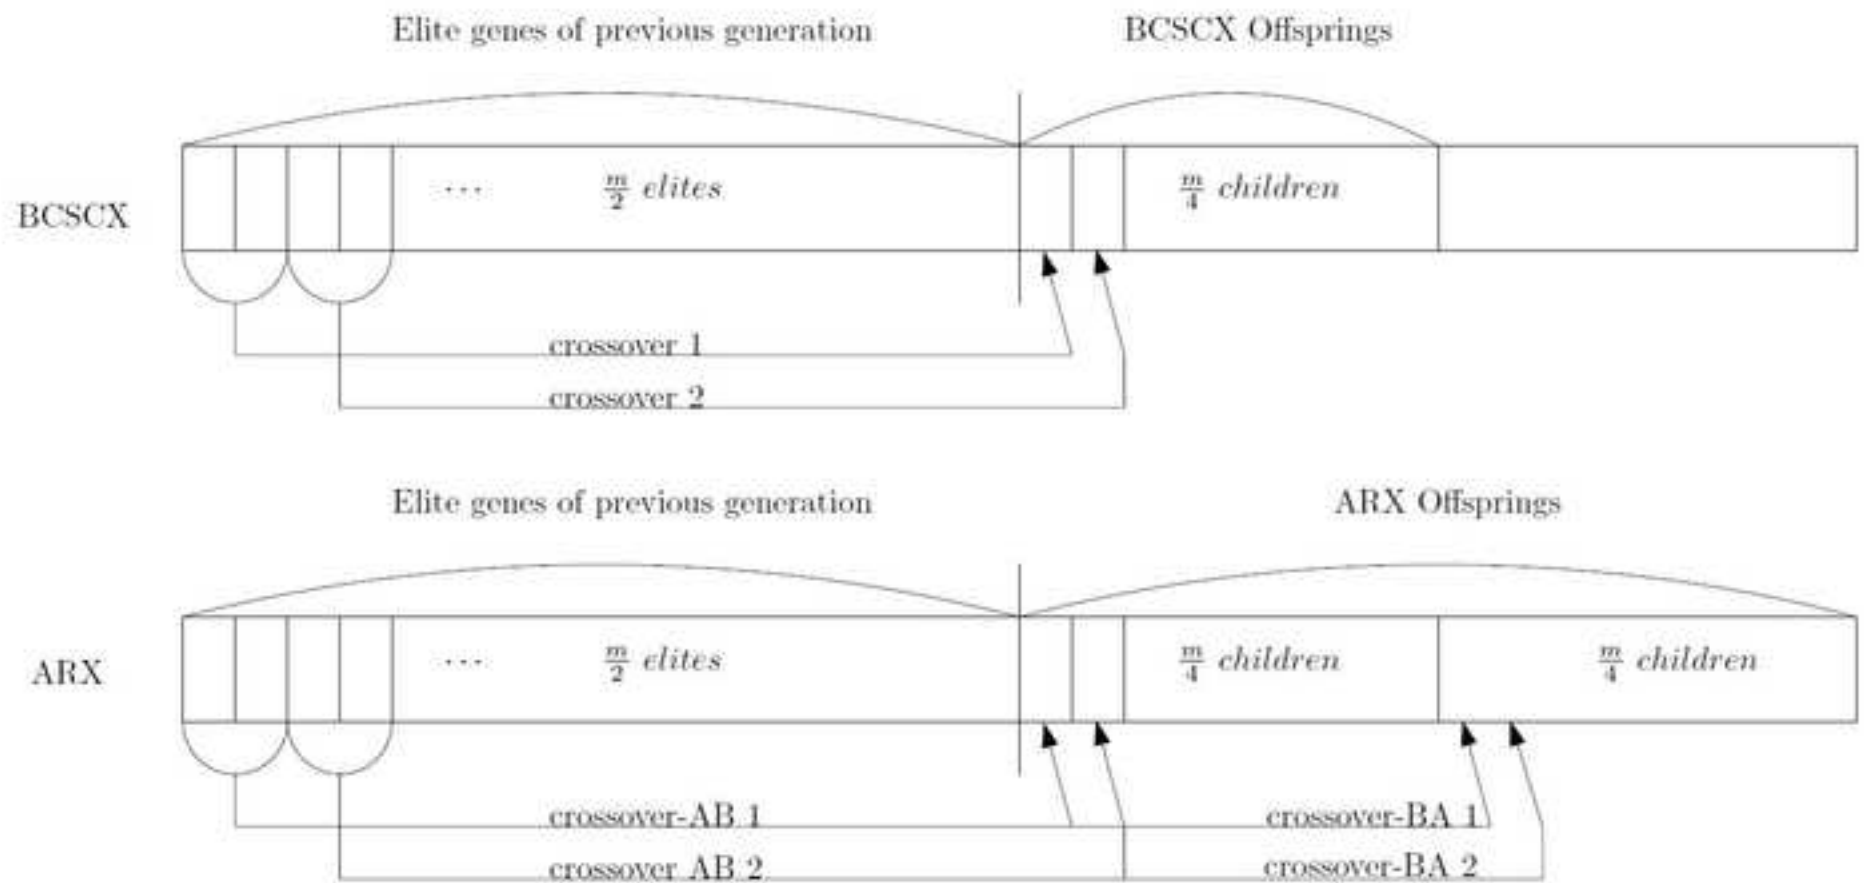 Elite genes of previous generation BCSCX Offsprings
BCSCX ... m/2 elites m/4 children
crossover 1
crossover 2
Elite genes of previous generation ARX Offsprings
ARX ... m/2 elites m/4 children m/4 children
crossover-AB 1 crossover-BA 1
crossover AB 2 crossover-BA 2